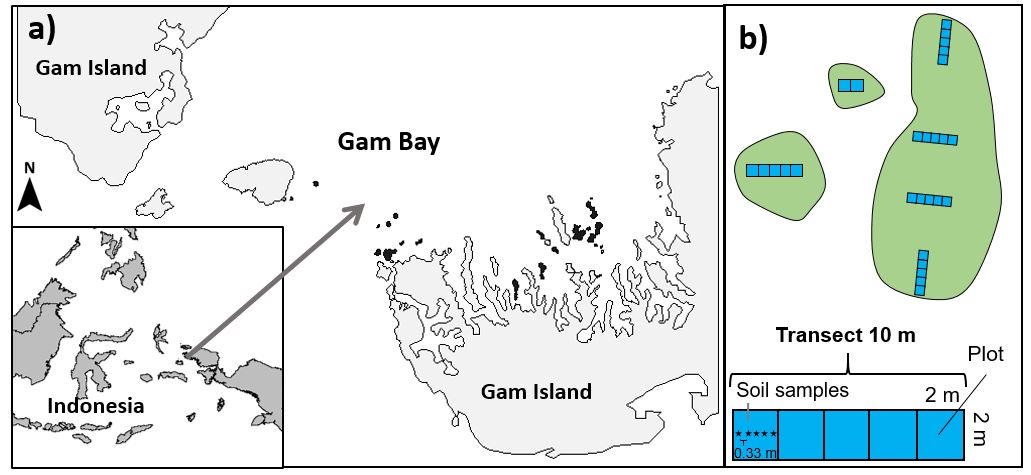 a)
Gam Island
Gam Bay
N
Indonesia
Gam Island
b)
Transect 10 m
Plot
Soil samples
2 m
2 m
0.33 m